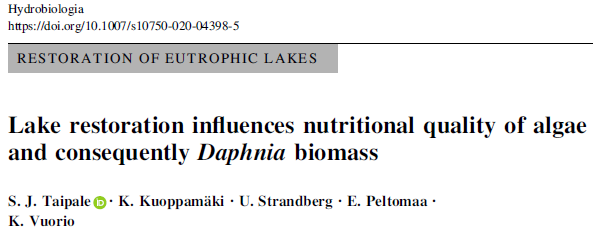 Hydrobiologia
https://doi.org/10.1007/s10750-020-04398-5
RESTORATION OF EUTROPHIC LAKES
Lake restoration influences nutritional quality of algae
and consequently Daphnia biomass
S. J. Taipale iD · K. Kuoppamäki · U. Strandberg · E. Peltomaa ·
K. Vuorio